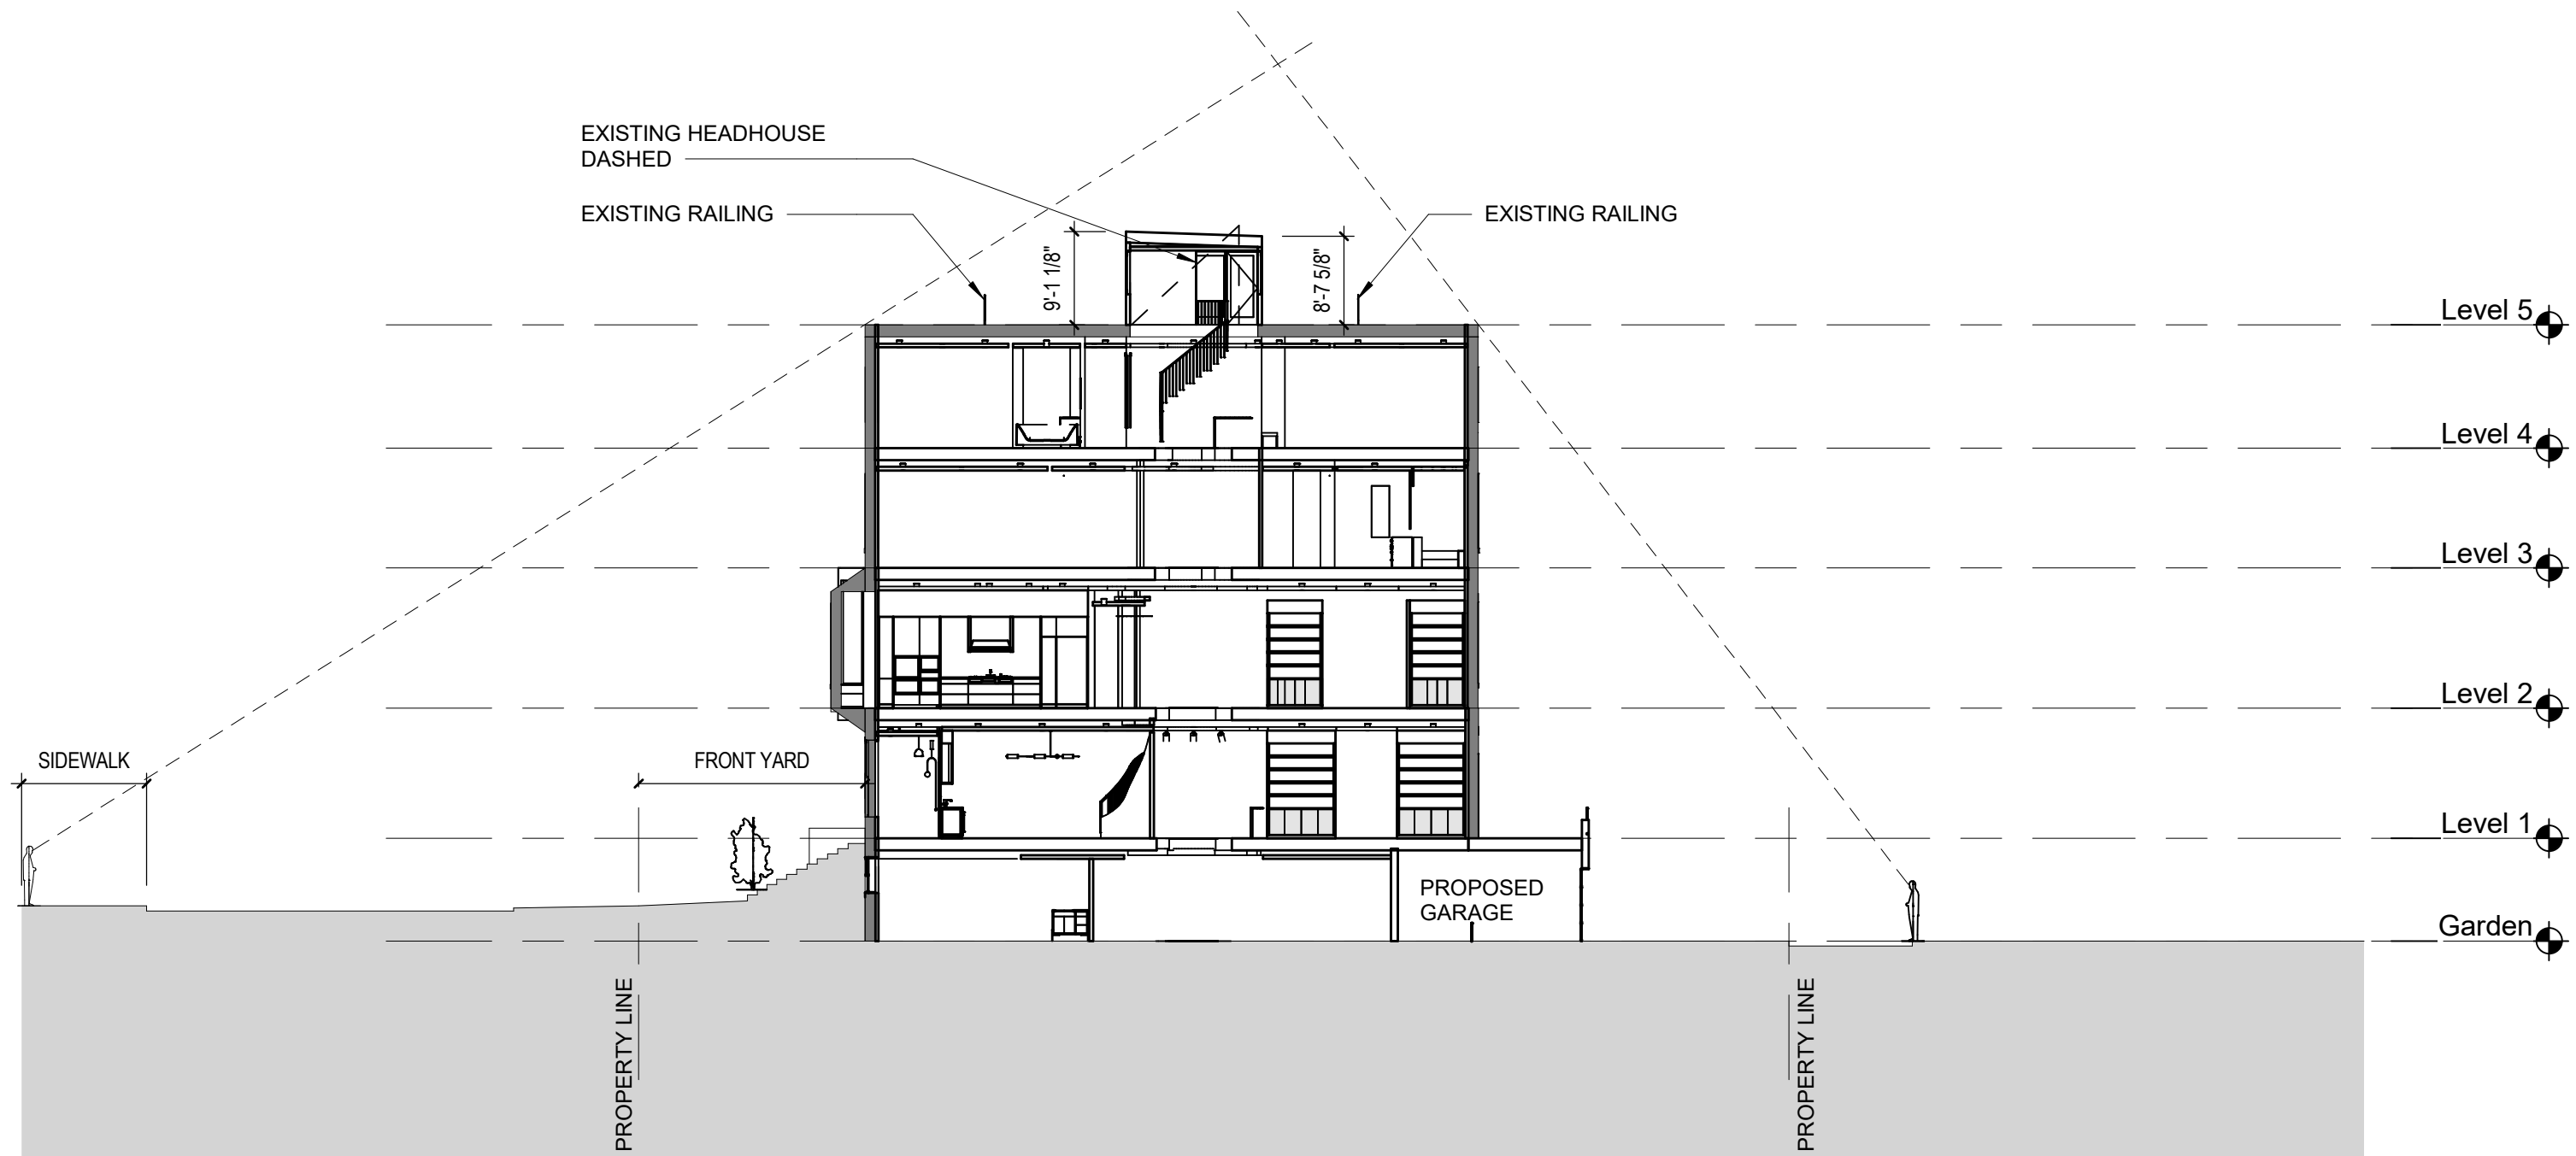 EXISTING HEADHOUSE
DASHED
EXISTING RAILING
EXISTING RAILING
9'-1 1/8"
8'-7 5/8"
Level 5
Level 4
Level 3
Level 2
SIDEWALK
FRONT YARD
Level 1
PROPOSED
GARAGE
Garden
PROPERTY LINE
PROPERTY LINE